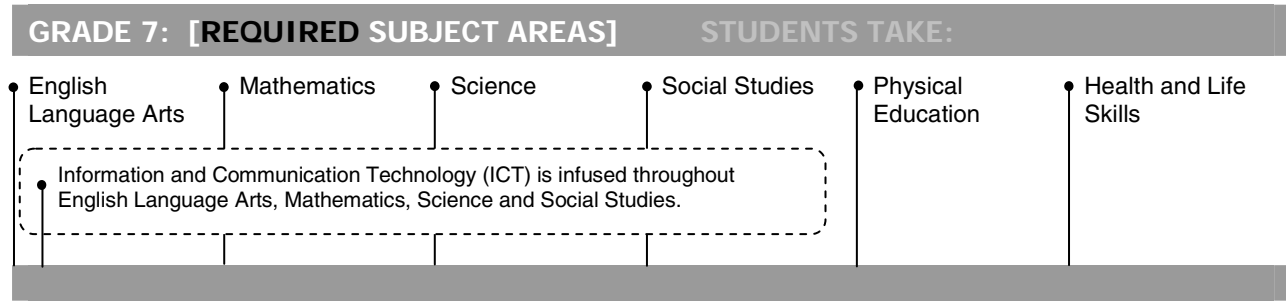 GRADE 7: [REQUIRED SUBJECT AREAS] STUDENTS TAKE:
English
Language Arts
Mathematics
Science
Social Studies
Physical
Education
Health and Life
Skills
Information and Communication Technology (ICT) is infused throughout
English Language Arts, Mathematics, Science and Social Studies.